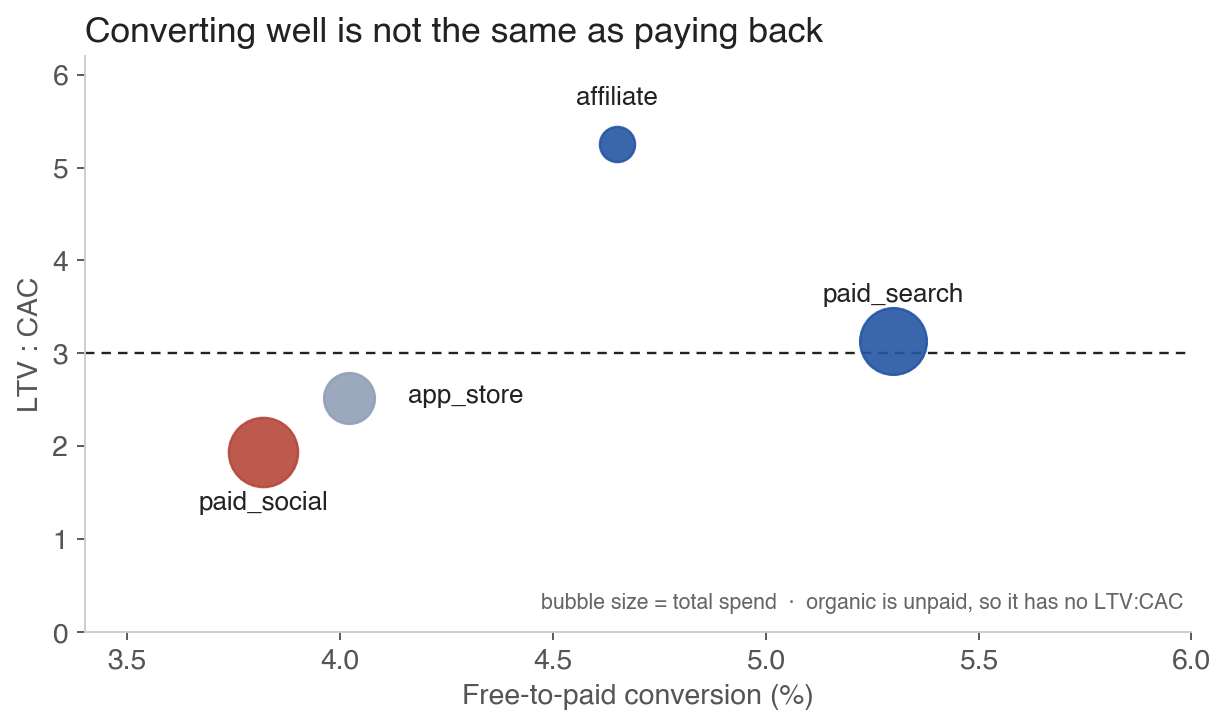 Converting well is not the same as paying back
6
affiliate
5
4
paid_search
3
app_store
2
paid_social
1
bubble size = total spend · organic is unpaid, so it has no LTV:CAC
0
LTV : CAC
3.5 4.0 4.5 5.0 5.5 6.0
Free-to-paid conversion (%)